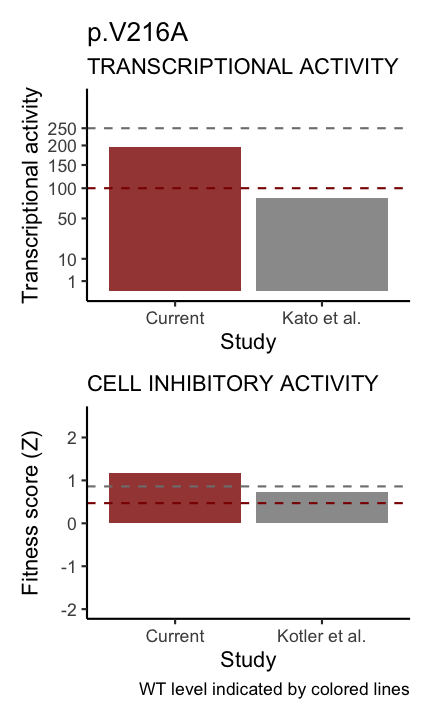 p.V216A
TRANSCRIPTIONAL ACTIVITY
Transcriptional activity
250
200
150
100
50
10
1
Current
Kato et al.
Study
CELL INHIBITORY ACTIVITY
Fitness score (Z)
2
1
0
-1
-2
Current
Kotler et al.
Study
WT level indicated by colored lines